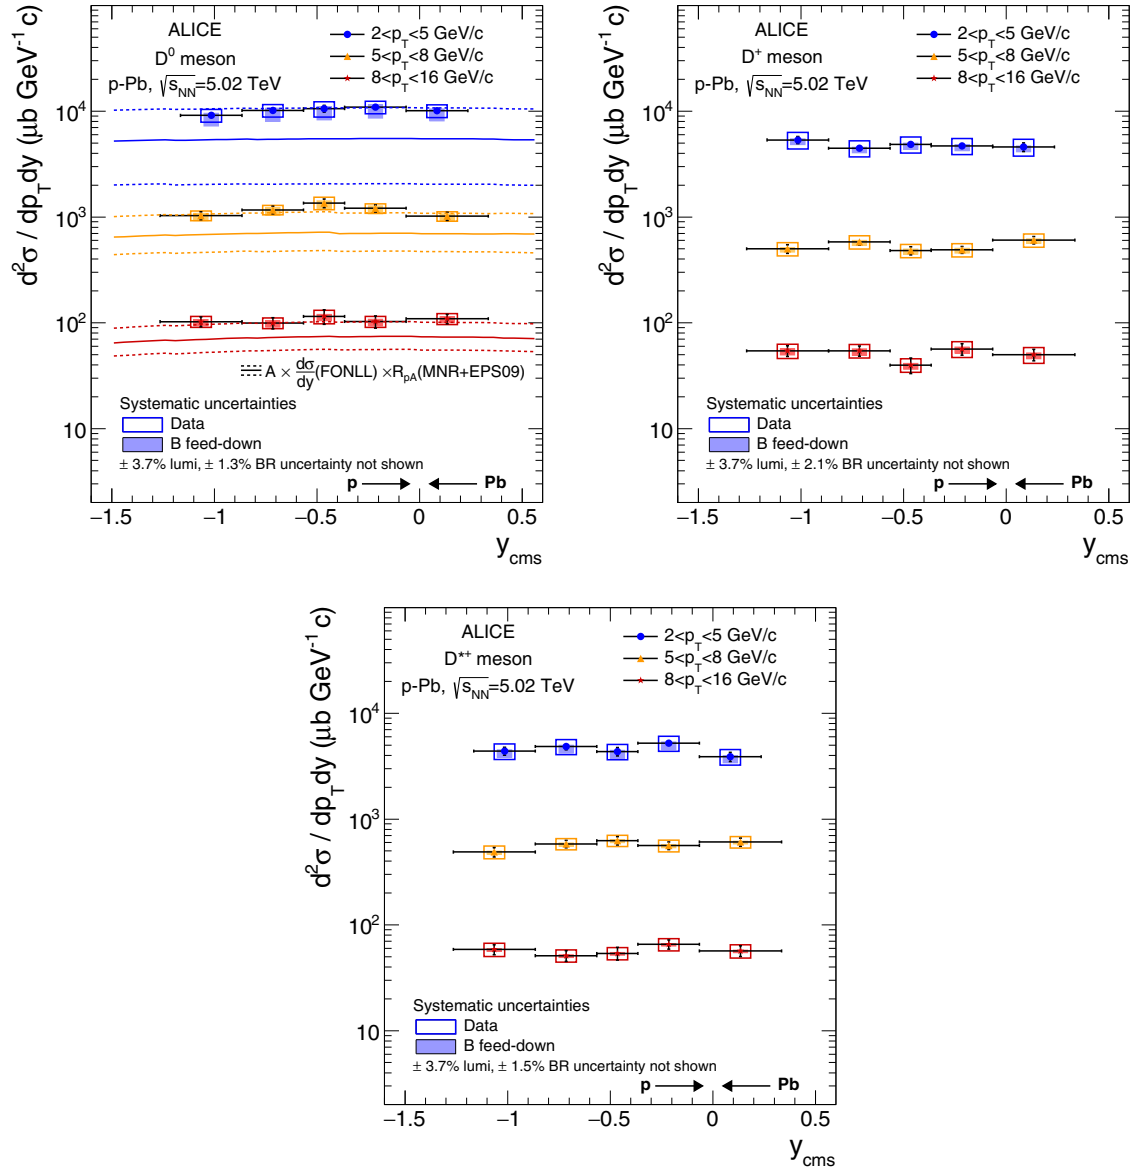 d²σ / dp_T dy (μb GeV⁻¹ c)
ALICE
D⁰ meson
p-Pb, √s_NN=5.02 TeV
2<p_T<5 GeV/c
5<p_T<8 GeV/c
8<p_T<16 GeV/c
10⁴
10³
10²
10
A × dσ/dy (FONLL) ×R_pA(MNR+EPS09)
Systematic uncertainties
Data
B feed-down
± 3.7% lumi, ± 1.3% BR uncertainty not shown
p Pb
−1.5 −1 −0.5 0 0.5
y_cms
d²σ / dp_T dy (μb GeV⁻¹ c)
ALICE
D⁺ meson
p-Pb, √s_NN=5.02 TeV
2<p_T<5 GeV/c
5<p_T<8 GeV/c
8<p_T<16 GeV/c
10⁴
10³
10²
10
Systematic uncertainties
Data
B feed-down
± 3.7% lumi, ± 2.1% BR uncertainty not shown
p Pb
−1.5 −1 −0.5 0 0.5
y_cms
d²σ / dp_T dy (μb GeV⁻¹ c)
ALICE
D*⁺ meson
p-Pb, √s_NN=5.02 TeV
2<p_T<5 GeV/c
5<p_T<8 GeV/c
8<p_T<16 GeV/c
10⁴
10³
10²
10
Systematic uncertainties
Data
B feed-down
± 3.7% lumi, ± 1.5% BR uncertainty not shown
p Pb
−1.5 −1 −0.5 0 0.5
y_cms